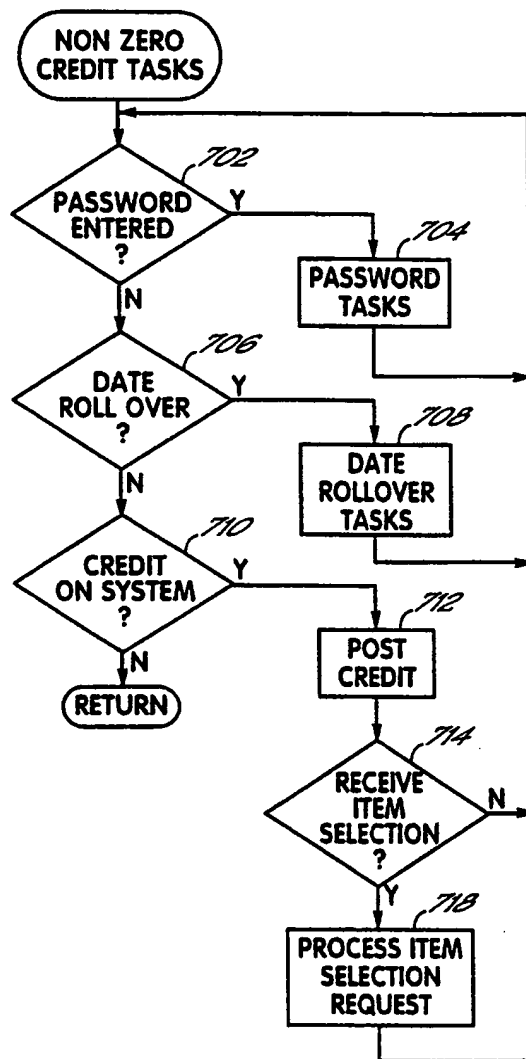 NON ZERO
CREDIT TASKS
702
PASSWORD
ENTERED
?
Y
N
704
PASSWORD
TASKS
706
DATE
ROLL OVER
?
Y
N
708
DATE
ROLLOVER
TASKS
710
CREDIT
ON SYSTEM
?
Y
N
RETURN
712
POST
CREDIT
714
RECEIVE
ITEM
SELECTION
?
N
Y
718
PROCESS ITEM
SELECTION
REQUEST